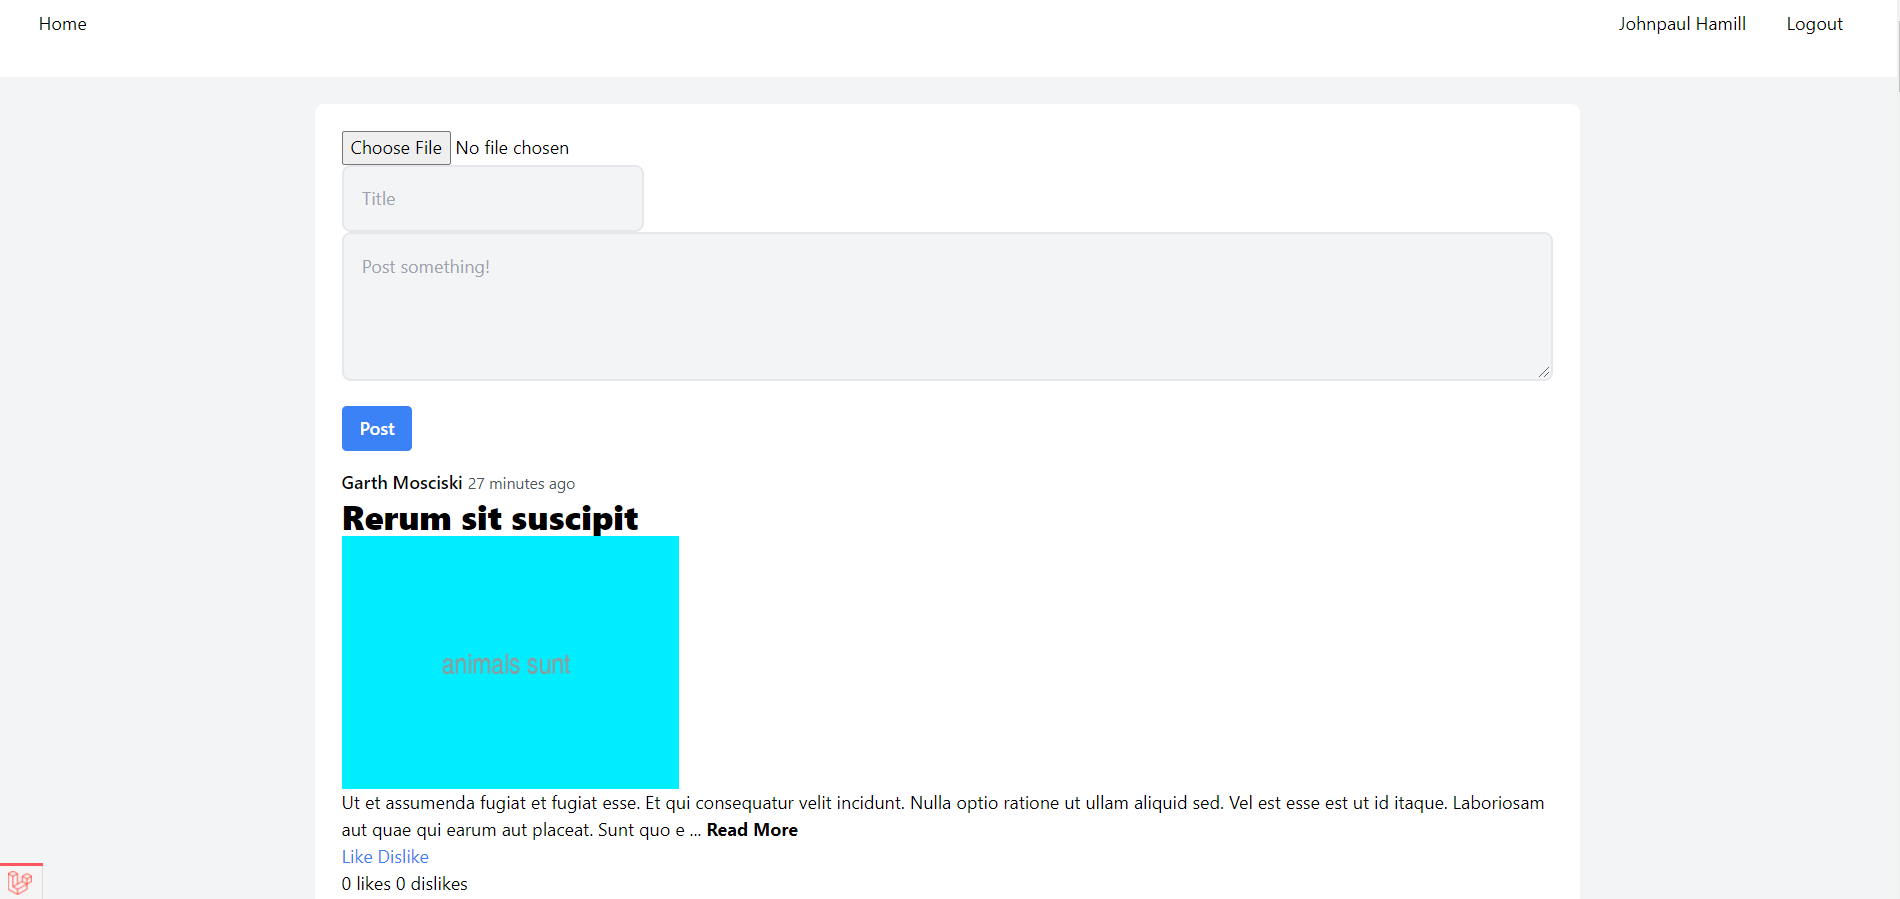 Home Johnpaul Hamill Logout
Choose File No file chosen
Title
Post something!
Post
Garth Mosciski 27 minutes ago
Rerum sit suscipit
animals sunt
Ut et assumenda fugiat et fugiat esse. Et qui consequatur velit incidunt. Nulla optio ratione ut ullam aliquid sed. Vel est esse est ut id itaque. Laboriosam
aut quae qui earum aut placeat. Sunt quo e ... Read More
Like Dislike
0 likes 0 dislikes